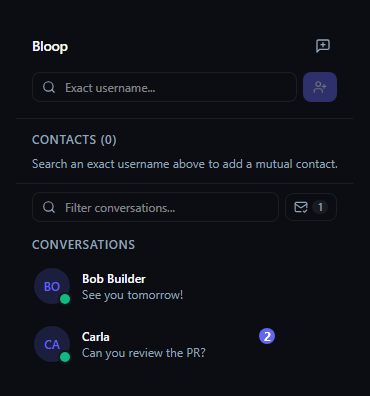 Bloop
Exact username...
CONTACTS (0)
Search an exact username above to add a mutual contact.
Filter conversations...
1
CONVERSATIONS
BO
Bob Builder
See you tomorrow!
CA
Carla
Can you review the PR?
2